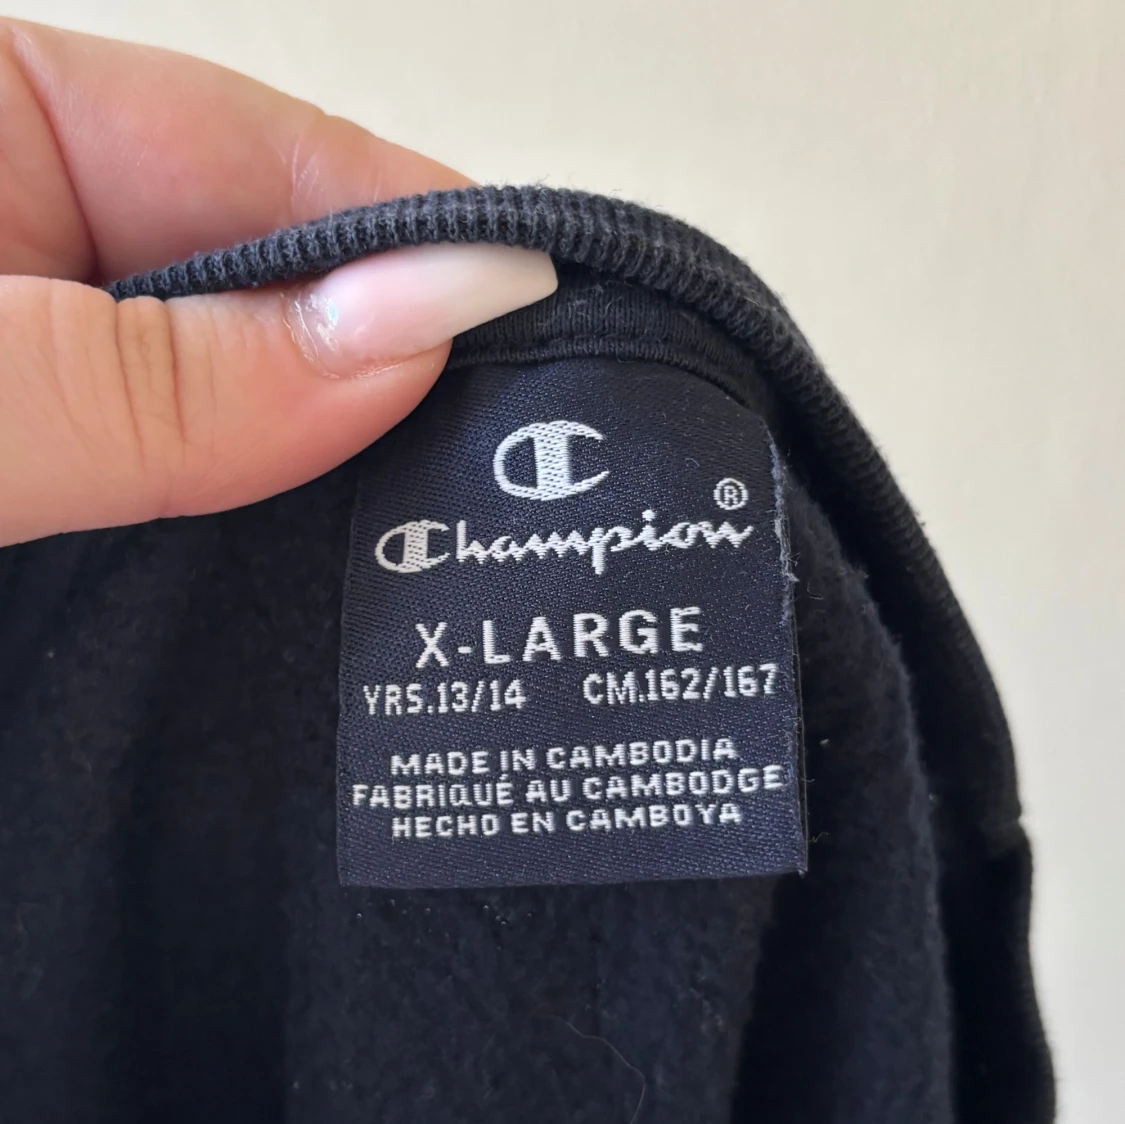 C
Champion®
X-LARGE
YRS.13/14 CM.162/167
MADE IN CAMBODIA
FABRIQUÉ AU CAMBODGE
HECHO EN CAMBOYA